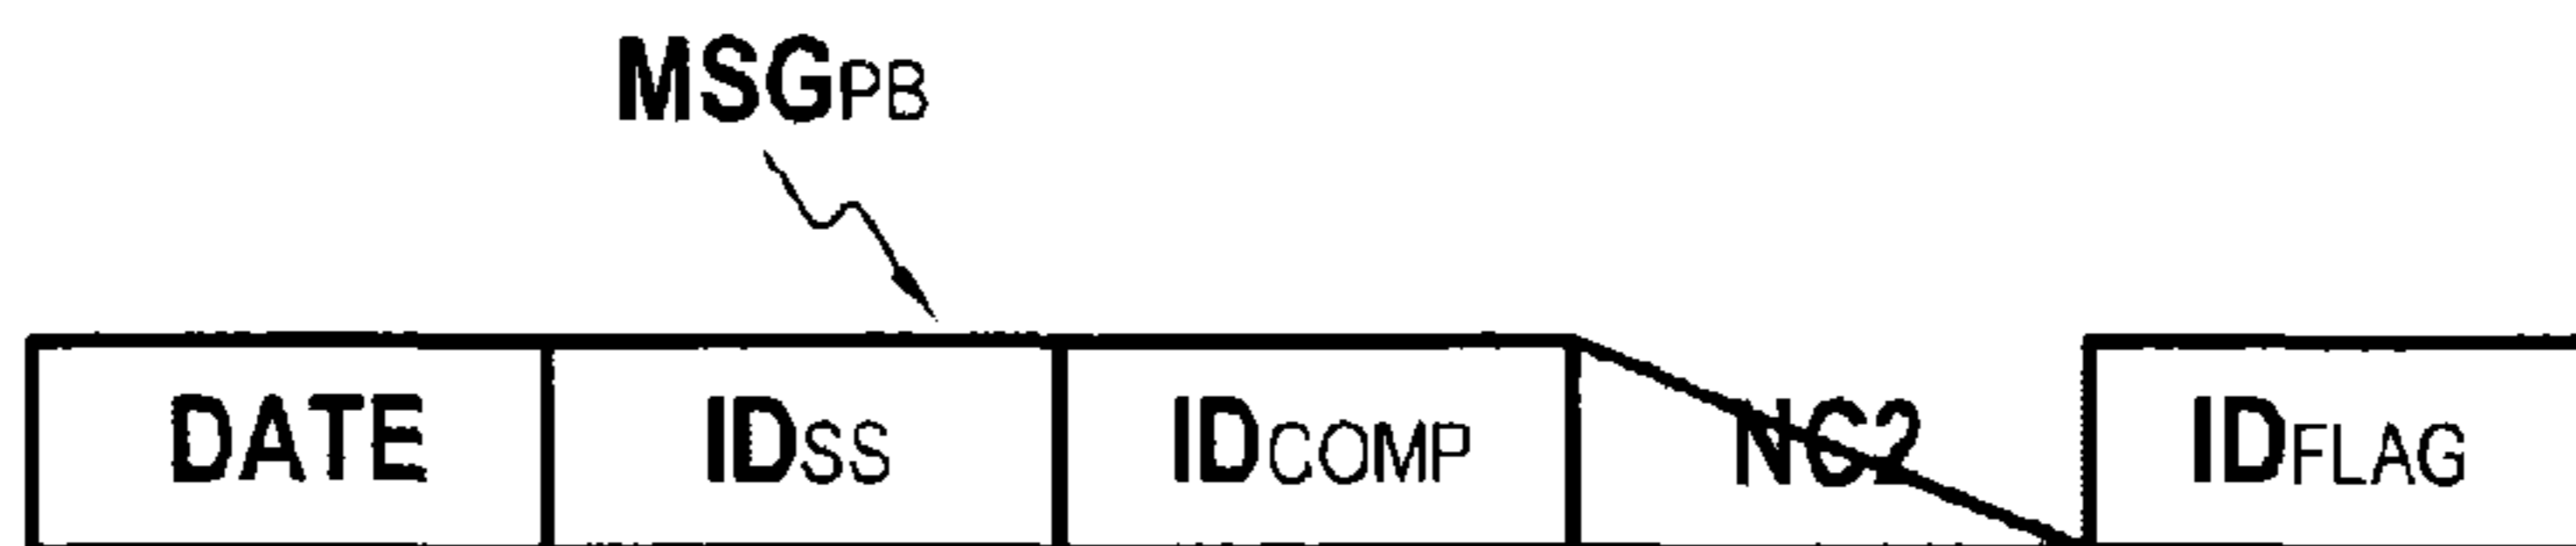 MSGPB
DATE IDSS IDCOMP NC2 IDFLAG